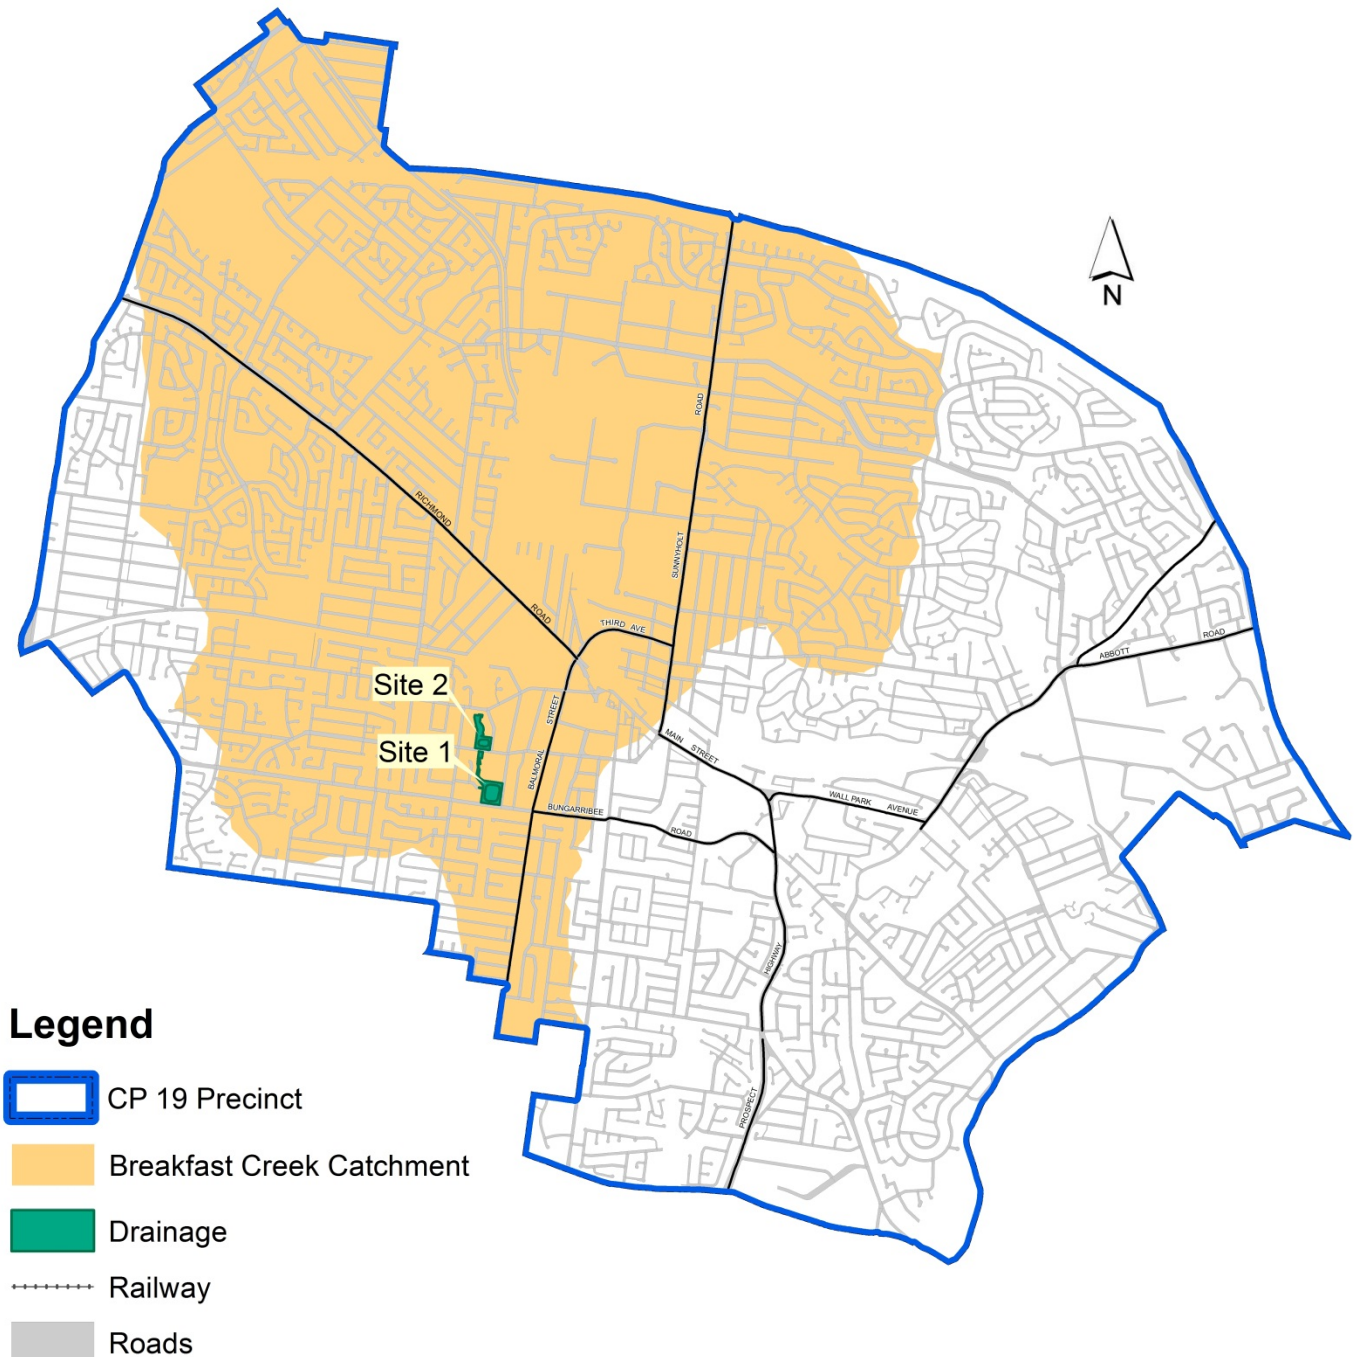 N
ROAD
SUNNYHOLT
RICHMOND
ROAD
THIRD AVE
ABBOTT ROAD
Site 2
STREET
BALMORAL
Site 1
MAIN STREET
WALL PARK AVENUE
BUNGARRIBEE ROAD
HIGHWAY
PROSPECT
Legend
CP 19 Precinct
Breakfast Creek Catchment
Drainage
Railway
Roads